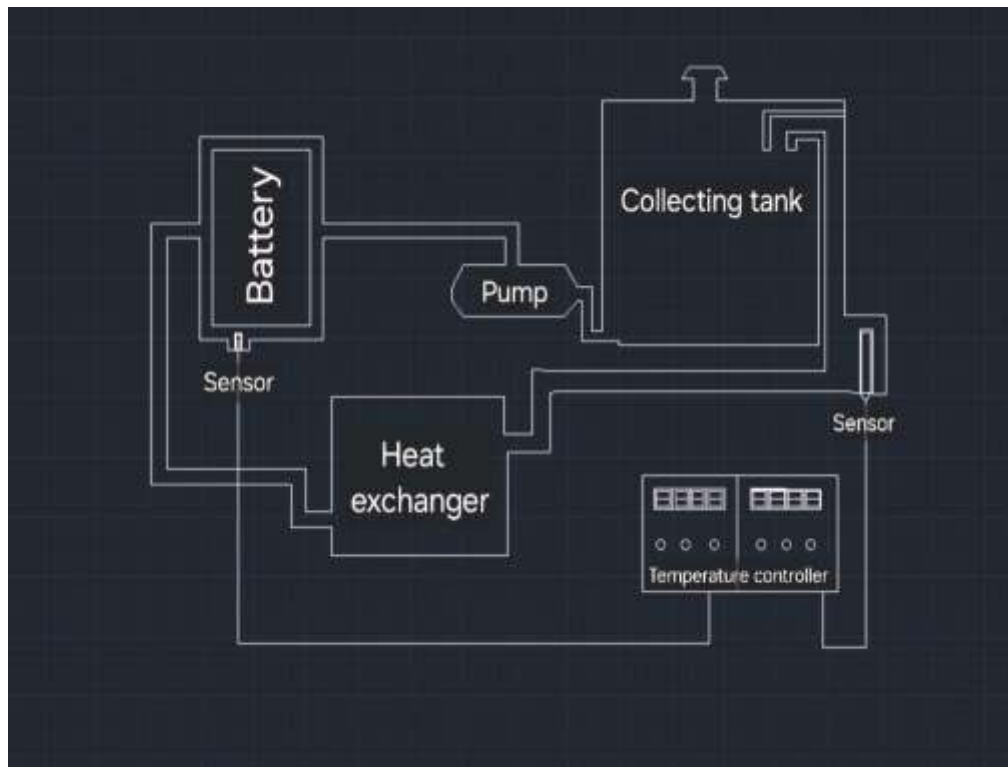 Collecting tank
Battery
Pump
Sensor
Sensor
Heat
exchanger
Temperature controller